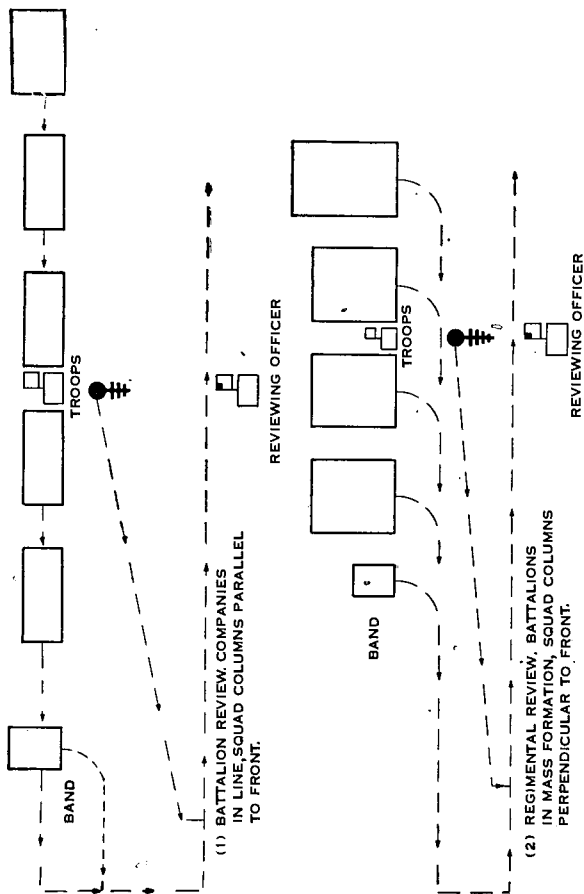 TROOPS
REVIEWING OFFICER
BAND
(1) BATTALION REVIEW. COMPANIES
IN LINE, SQUAD COLUMNS PARALLEL
TO FRONT.
TROOPS
REVIEWING OFFICER
BAND
(2) REGIMENTAL REVIEW, BATTALIONS
IN MASS FORMATION, SQUAD COLUMNS
PERPENDICULAR TO FRONT.